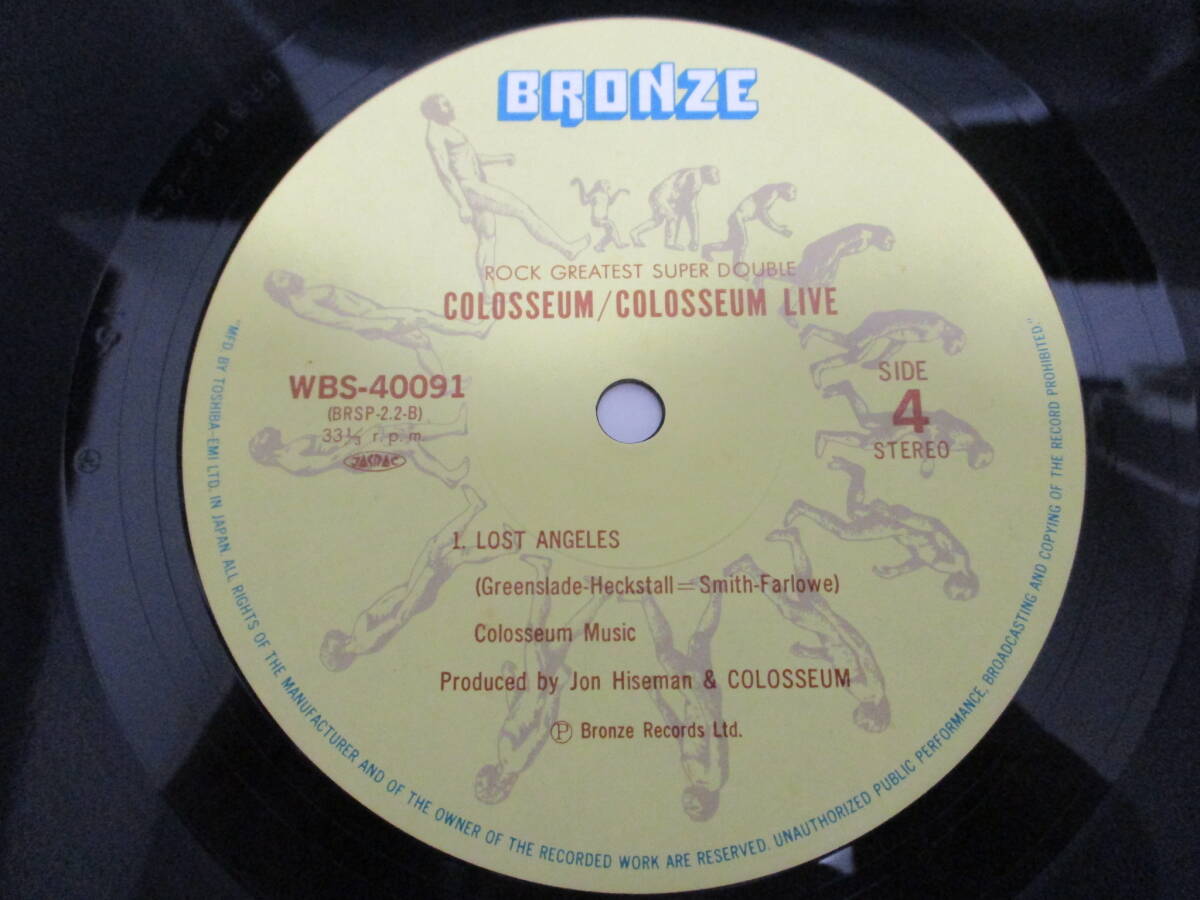 BRONZE
ROCK GREATEST SUPER DOUBLE
COLOSSEUM/COLOSSEUM LIVE
WBS-40091
(BRSP-2.2-B)
33⅓ r.p.m.
JASRAC
SIDE
4
STEREO
1. LOST ANGELES
(Greenslade-Heckstall=Smith-Farlowe)
Colosseum Music
Produced by Jon Hiseman & COLOSSEUM
Ⓟ Bronze Records Ltd.
"MFD. BY TOSHIBA-EMI LTD. IN JAPAN. ALL RIGHTS OF THE MANUFACTURER AND OF THE OWNER OF THE RECORDED WORK ARE RESERVED. UNAUTHORIZED PUBLIC PERFORMANCE, BROADCASTING AND COPYING OF THE RECORD PROHIBITED."